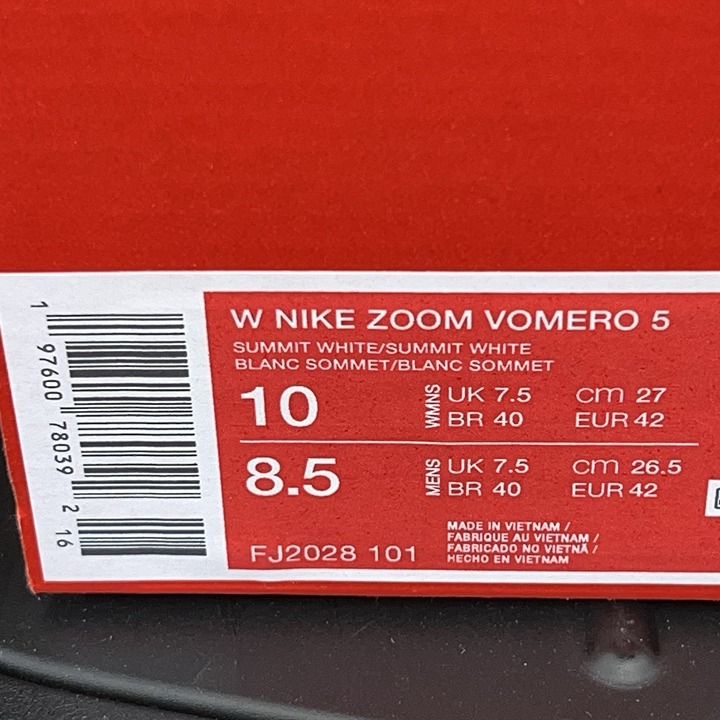 W NIKE ZOOM VOMERO 5
SUMMIT WHITE/SUMMIT WHITE
BLANC SOMMET/BLANC SOMMET
10 WMNS UK 7.5 cm 27
BR 40 EUR 42
8.5 MENS UK 7.5 cm 26.5
BR 40 EUR 42
FJ2028 101
MADE IN VIETNAM /
FABRIQUE AU VIETNAM /
FABRICADO NO VIETNÃ /
HECHO EN VIETNAM
1 97600 78039 2 16